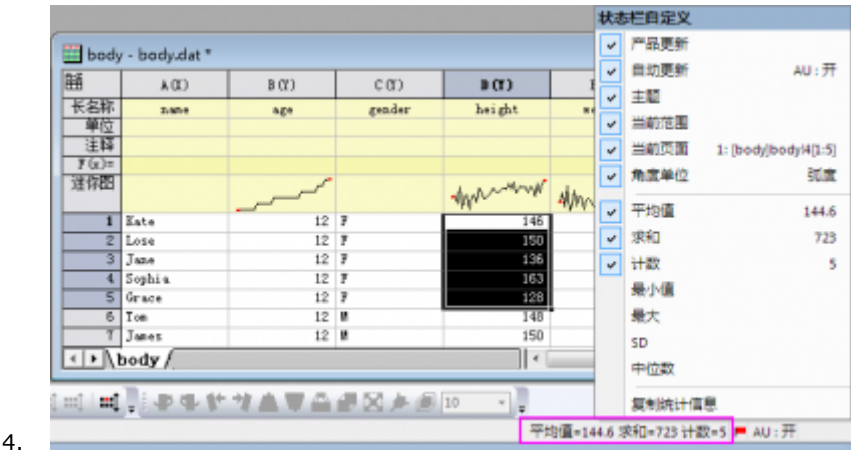 状态栏自定义
产品更新
自动更新 AU : 开
主题
当前范围
当前页面 1: [body]body!4[1:5]
角度单位 弧度
平均值 144.6
求和 723
计数 5
最小值
最大
SD
中位数
复制统计信息
body - body.dat *
A(X) B(Y) C(Y) D(Y)
长名称 name age gender height
单位
注释
F(x)=
迷你图
1 Kate 12 F 146
2 Lose 12 F 150
3 Jane 12 F 136
4 Sophia 12 F 163
5 Grace 12 F 128
6 Tom 12 M 148
7 James 12 M 150
body
10
平均值=144.6 求和=723 计数=5 AU : 开
4.